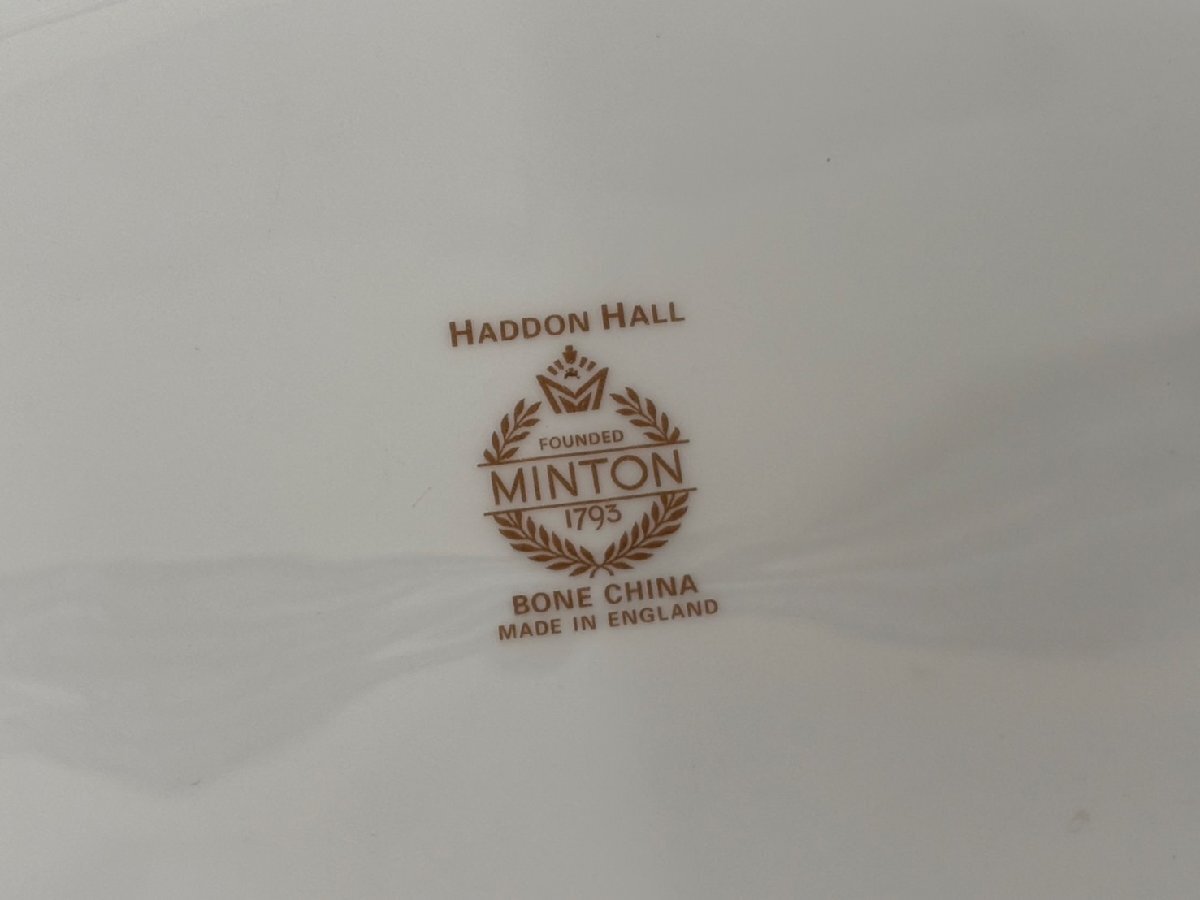 HADDON HALL
FOUNDED
MINTON
1793
BONE CHINA
MADE IN ENGLAND